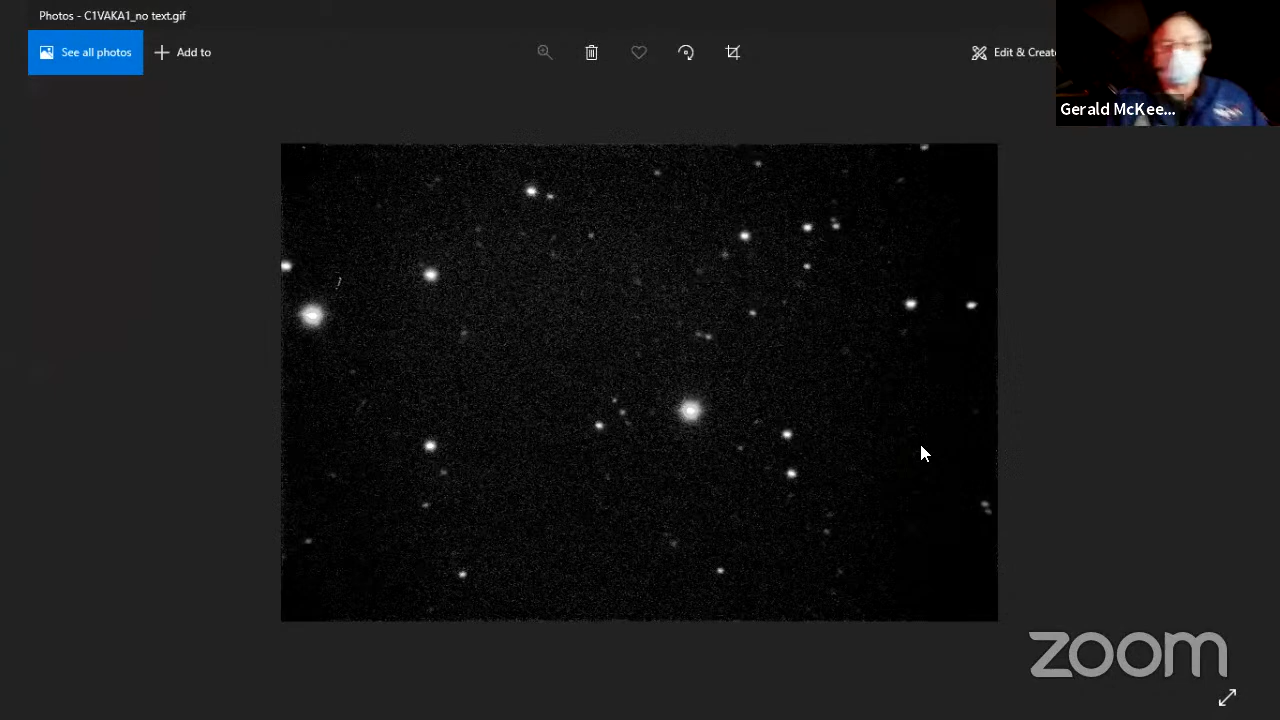 Photos - C1VAKA1_no text.gif
See all photos
Add to
Edit & Create
Gerald McKee...
zoom